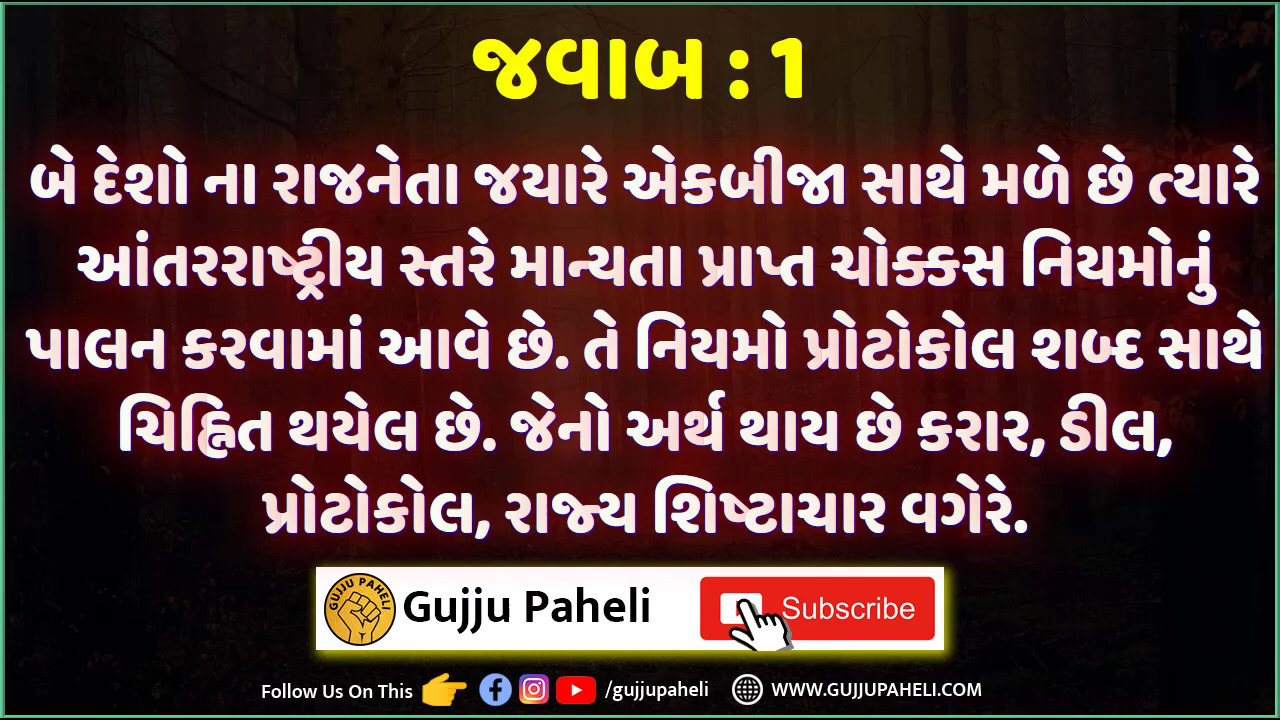 જવાબ : 1
બે દેશો ના રાજનેતા જયારે એકબીજા સાથે મળે છે ત્યારે
આંતરરાષ્ટ્રીય સ્તરે માન્યતા પ્રાપ્ત ચોક્કસ નિયમોનું
પાલન કરવામાં આવે છે. તે નિયમો પ્રોટોકોલ શબ્દ સાથે
ચિહ્નિત થયેલ છે. જેનો અર્થ થાય છે કરાર, ડીલ,
પ્રોટોકોલ, રાજ્ય શિષ્ટાચાર વગેરે.
GUJJU PAHELI
Gujju Paheli
Subscribe
Follow Us On This /gujjupaheli WWW.GUJJUPAHELI.COM